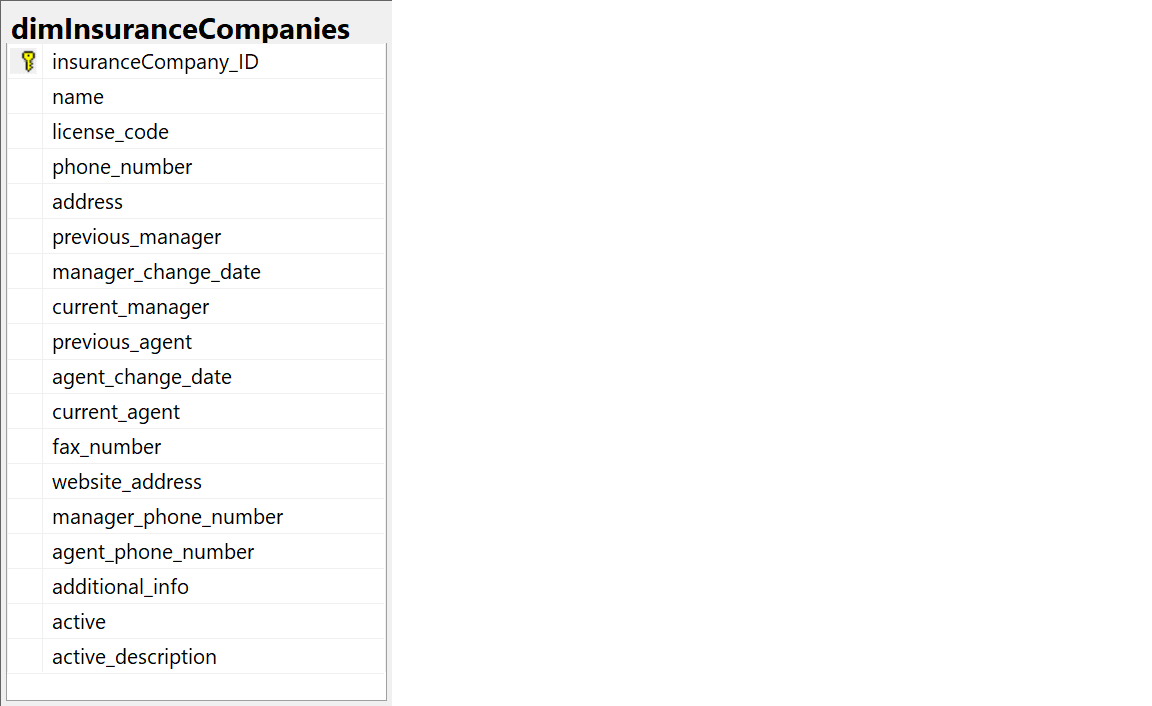 dimInsuranceCompanies
insuranceCompany_ID
name
license_code
phone_number
address
previous_manager
manager_change_date
current_manager
previous_agent
agent_change_date
current_agent
fax_number
website_address
manager_phone_number
agent_phone_number
additional_info
active
active_description